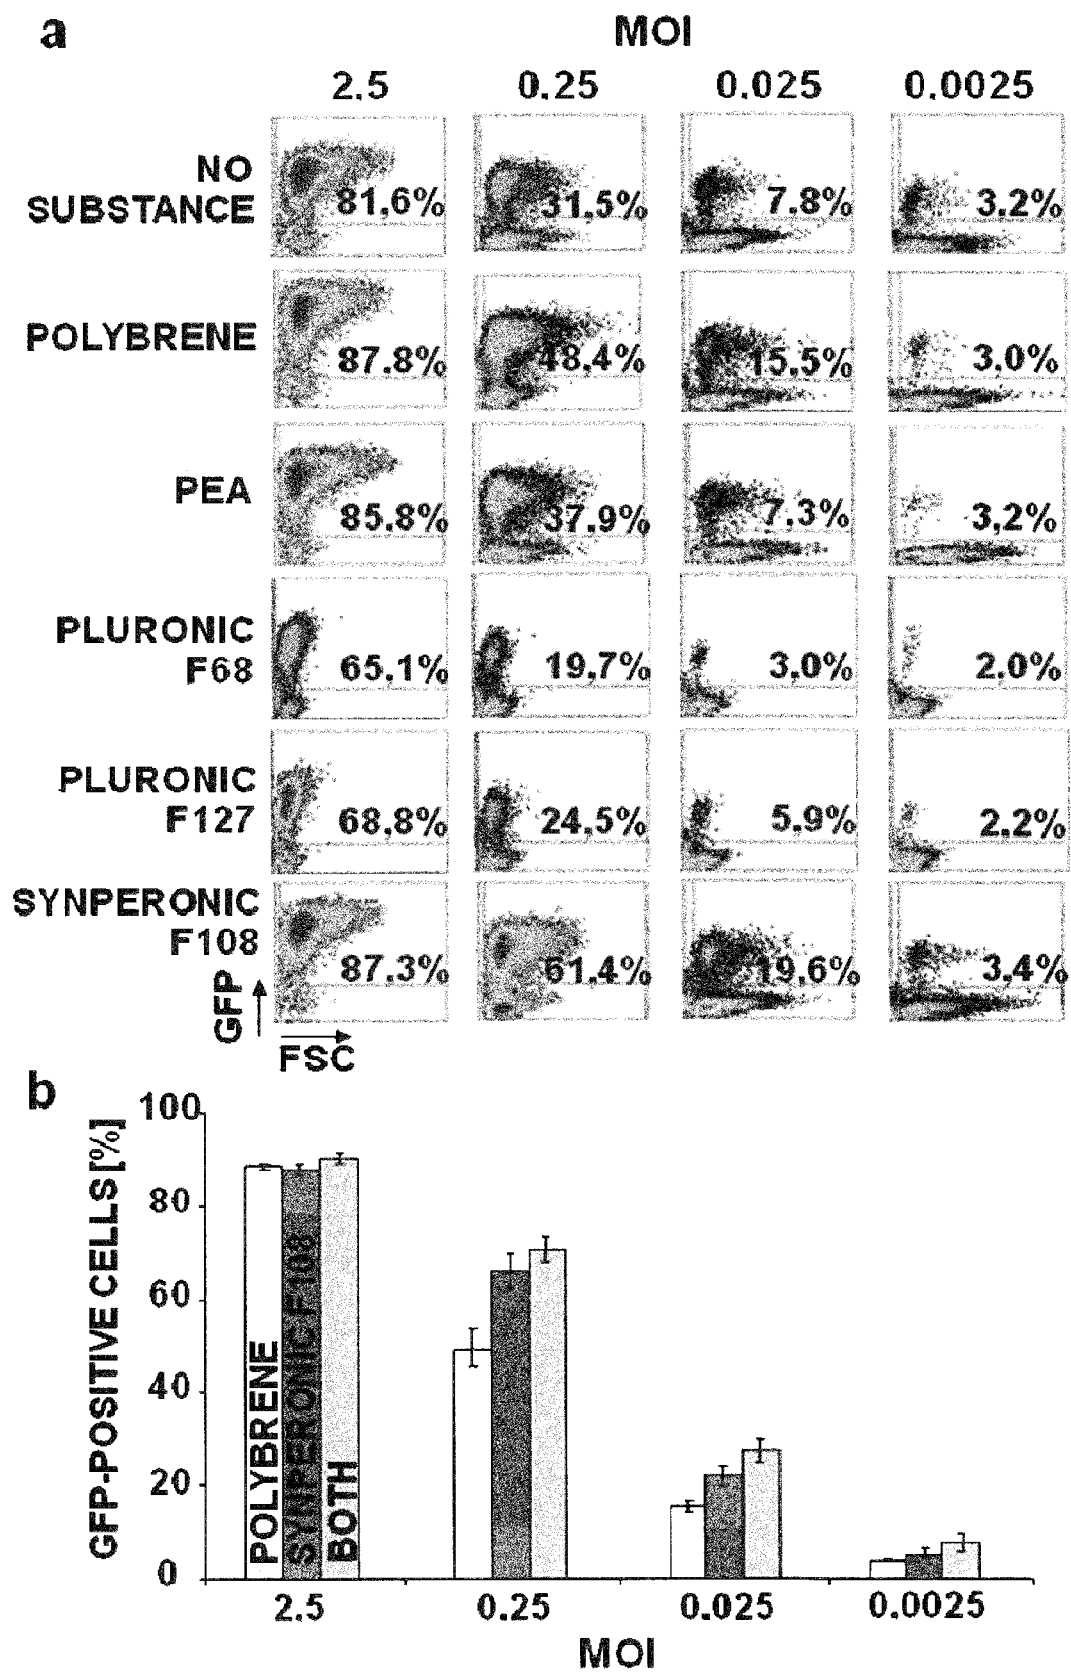 a
MOI
2.5 0.25 0.025 0.0025
NO
SUBSTANCE
81.6% 31.5% 7.8% 3.2%
POLYBRENE
87.8% 48.4% 15.5% 3.0%
PEA
85.8% 37.9% 7.3% 3,2%
PLURONIC
F68
65.1% 19.7% 3.0% 2.0%
PLURONIC
F127
68.8% 24.5% 5.9% 2.2%
SYNPERONIC
F108
87.3% 61.4% 19.6% 3.4%
GFP
FSC
b
GFP-POSITIVE CELLS [%]
100
80
60
40
20
0
POLYBRENE
SYNPERONIC F108
BOTH
2.5 0.25 0.025 0.0025
MOI